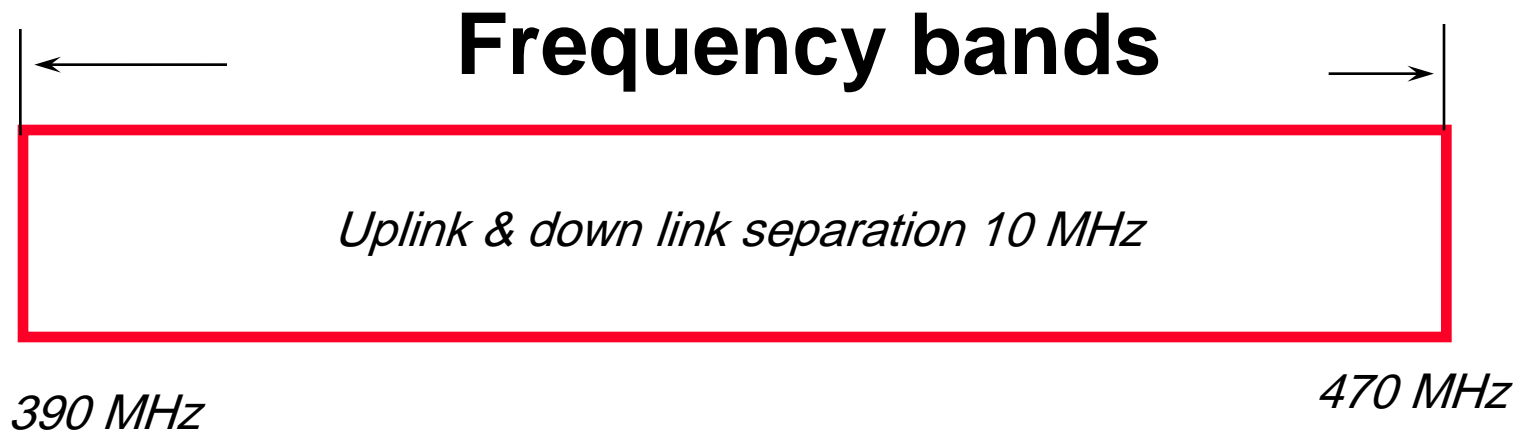 Frequency bands
Uplink & down link separation 10 MHz
390 MHz
470 MHz